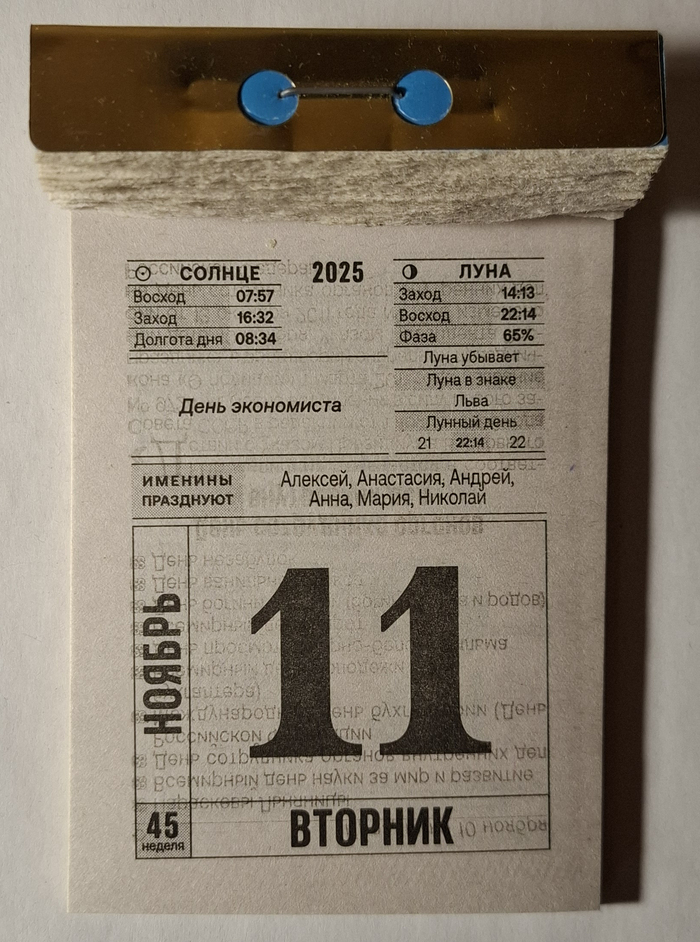 СОЛНЦЕ
Восход 07:57
Заход 16:32
Долгота дня 08:34
2025
ЛУНА
Заход 14:13
Восход 22:14
Фаза 65%
Луна убывает
Луна в знаке
Льва
Лунный день
21 22:14 22
День экономиста
ИМЕНИНЫ
ПРАЗДНУЮТ
Алексей, Анастасия, Андрей,
Анна, Мария, Николай
НОЯБРЬ
11
45
неделя
ВТОРНИК